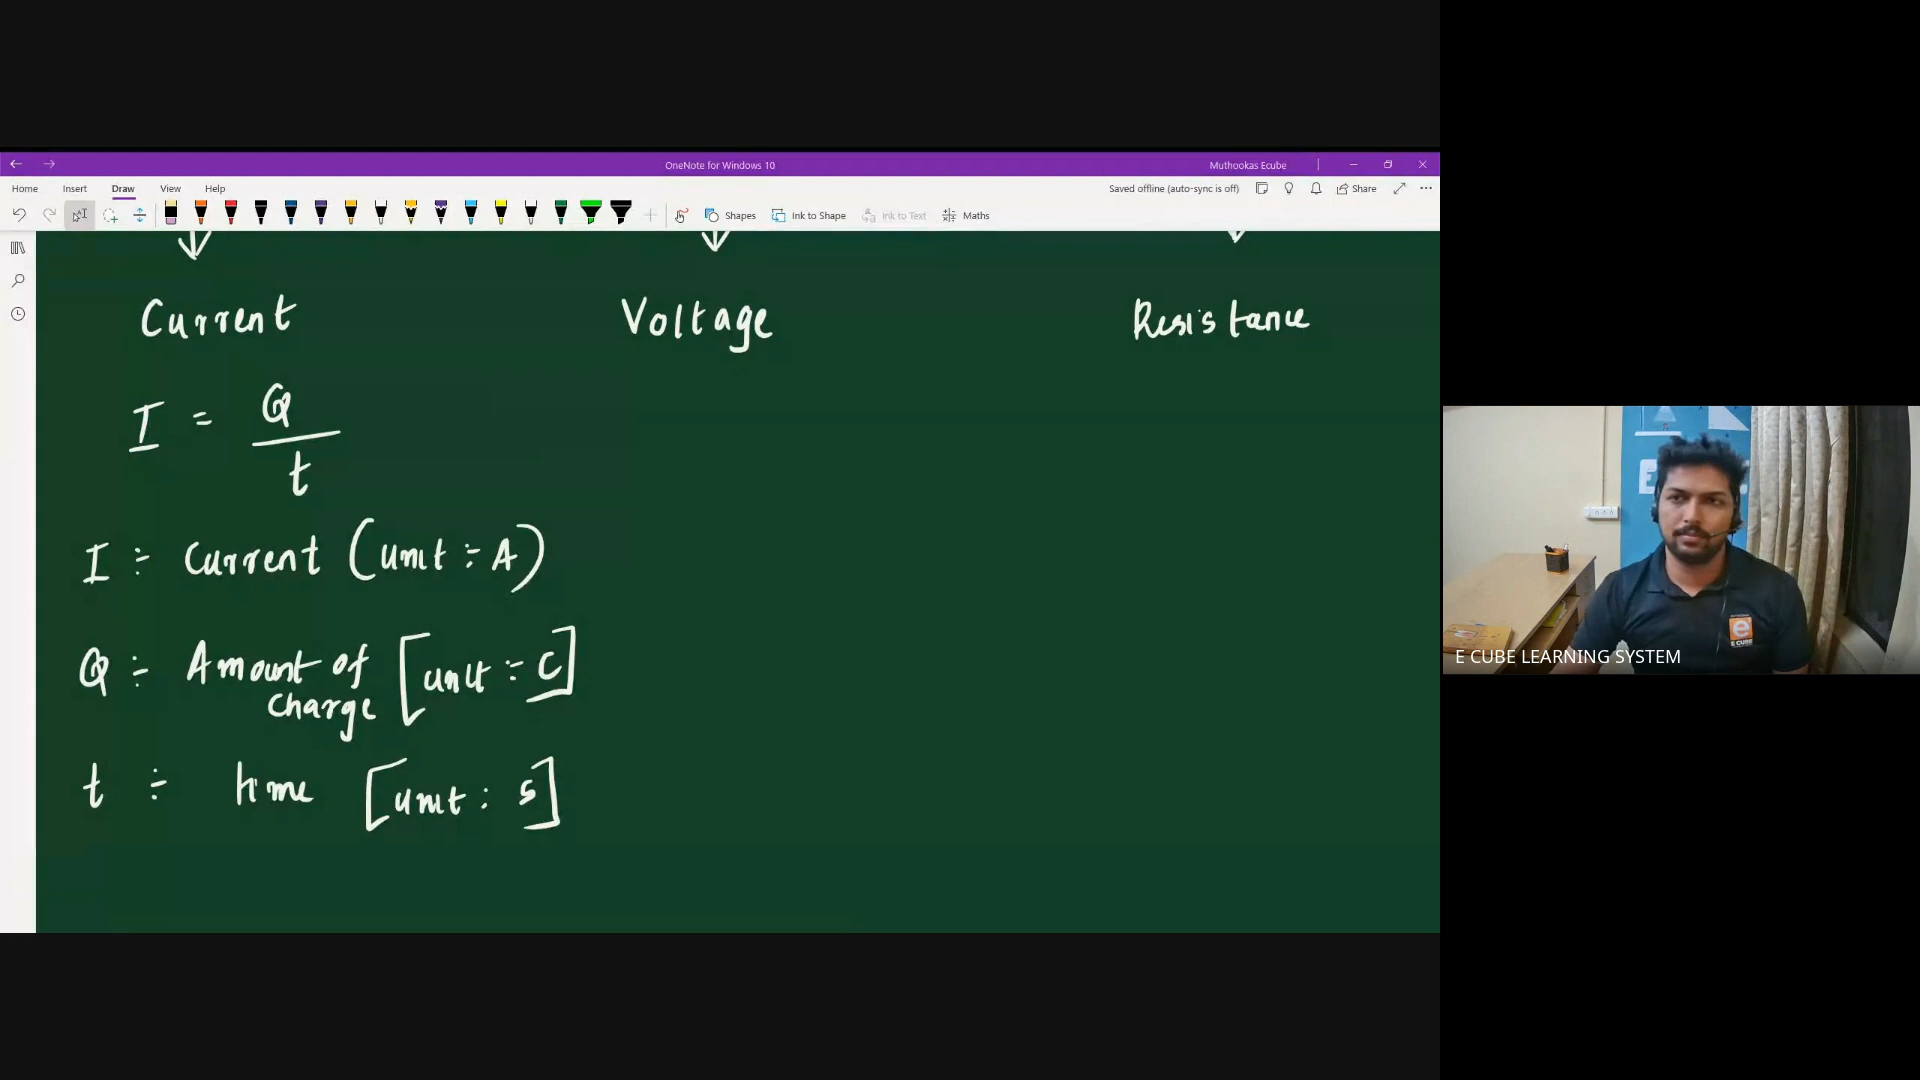 OneNote for Windows 10
Muthookas Ecube
Home Insert Draw View Help
Saved offline (auto-sync is off)
Share
Shapes
Ink to Shape
Ink to Text
Maths
Current Voltage Resistance
I = Q
t
I ÷ Current (unit ÷ A)
Q ÷ Amount of
charge [unit ÷ C]
t ÷ time [unit : s]
e
E CUBE
E CUBE LEARNING SYSTEM